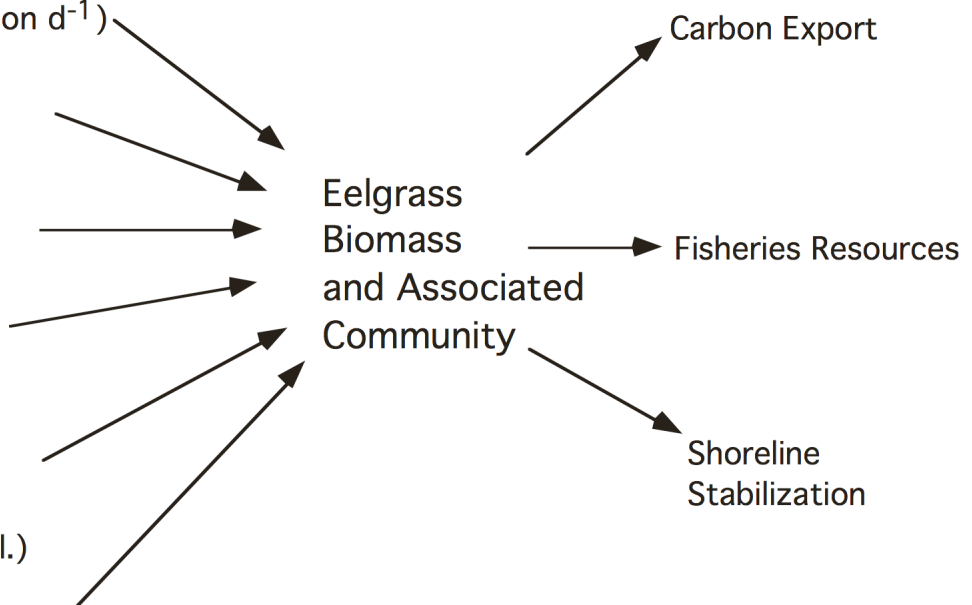 on d-1)
Carbon Export
Eelgrass
Biomass
and Associated
Community
Fisheries Resources
Shoreline
Stabilization
l.)